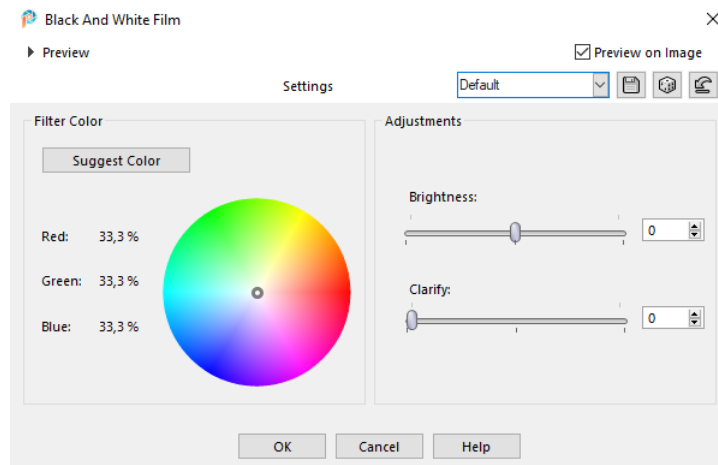 Black And White Film
Preview
Preview on Image
Settings
Default
Filter Color
Suggest Color
Red: 33,3 %
Green: 33,3 %
Blue: 33,3 %
Adjustments
Brightness:
0
Clarify:
0
OK Cancel Help